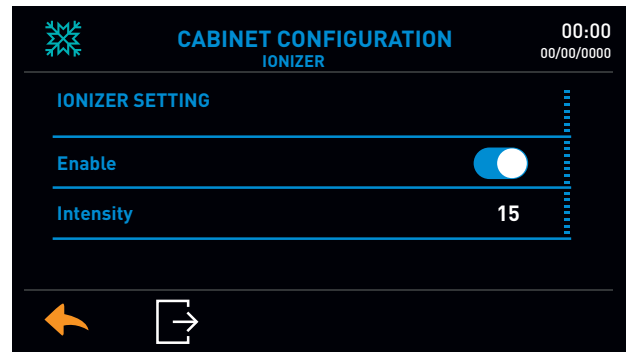 CABINET CONFIGURATION
00:00
IONIZER
00/00/0000
IONIZER SETTING
Enable
Intensity 15